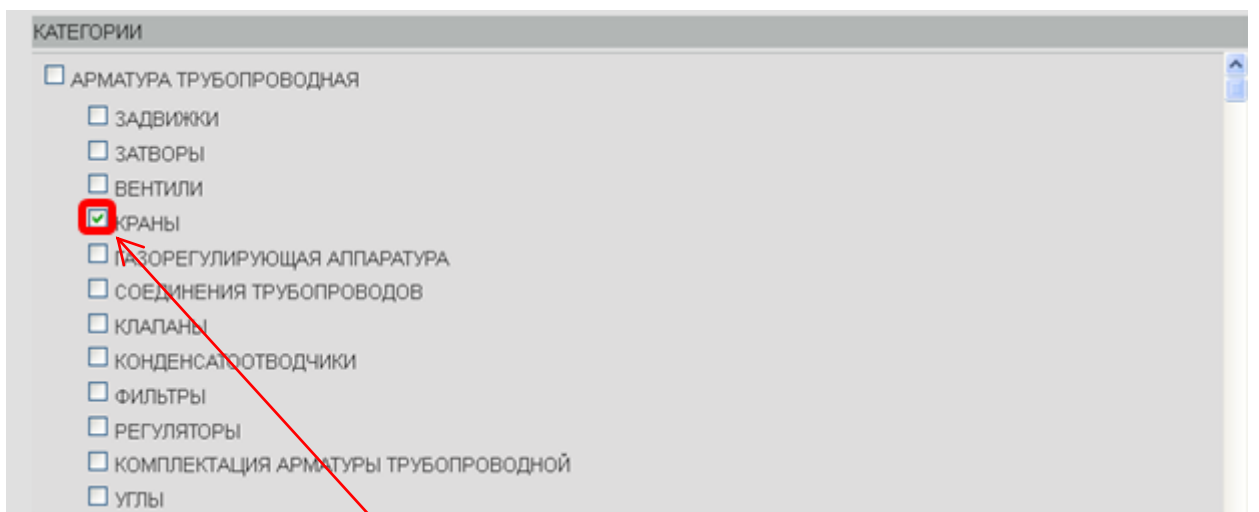 КАТЕГОРИИ
АРМАТУРА ТРУБОПРОВОДНАЯ
ЗАДВИЖКИ
ЗАТВОРЫ
ВЕНТИЛИ
КРАНЫ
ГАЗОРЕГУЛИРУЮЩАЯ АППАРАТУРА
СОЕДИНЕНИЯ ТРУБОПРОВОДОВ
КЛАПАНЫ
КОНДЕНСАТООТВОДЧИКИ
ФИЛЬТРЫ
РЕГУЛЯТОРЫ
КОМПЛЕКТАЦИЯ АРМАТУРЫ ТРУБОПРОВОДНОЙ
УГЛЫ